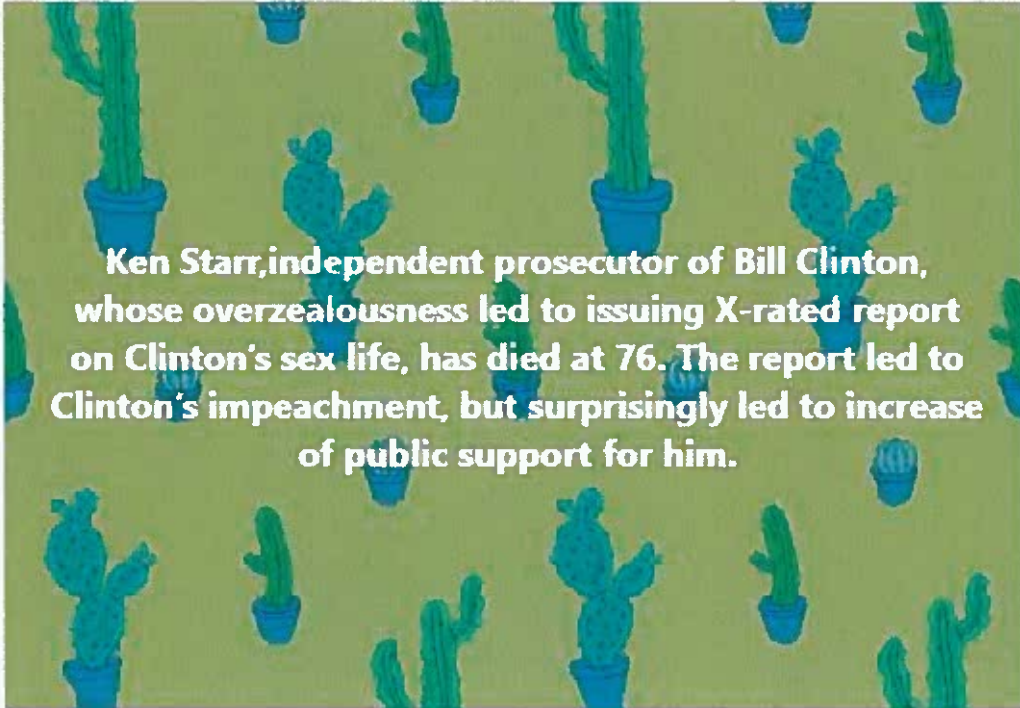 Ken Starr,independent prosecutor of Bill Clinton,
whose overzealousness led to issuing X-rated report
on Clinton's sex life, has died at 76. The report led to
Clinton's impeachment, but surprisingly led to increase
of public support for him.